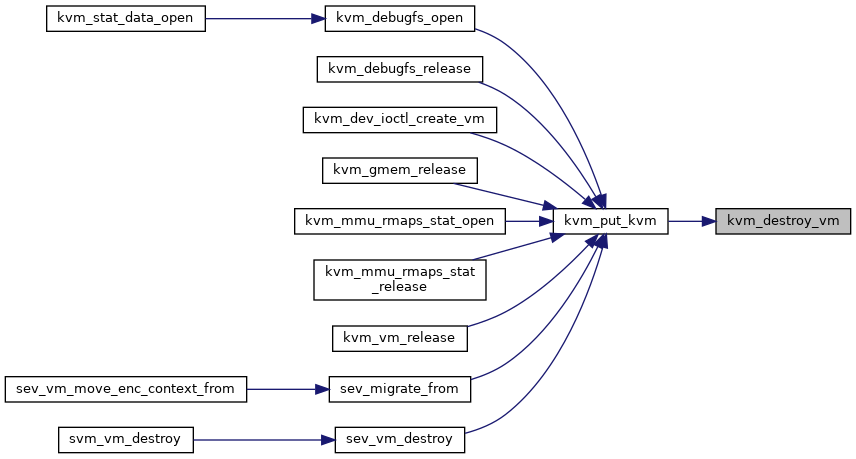 kvm_stat_data_open
kvm_debugfs_open
kvm_debugfs_release
kvm_dev_ioctl_create_vm
kvm_gmem_release
kvm_mmu_rmaps_stat_open
kvm_put_kvm
kvm_destroy_vm
kvm_mmu_rmaps_stat
_release
kvm_vm_release
sev_vm_move_enc_context_from
sev_migrate_from
svm_vm_destroy
sev_vm_destroy